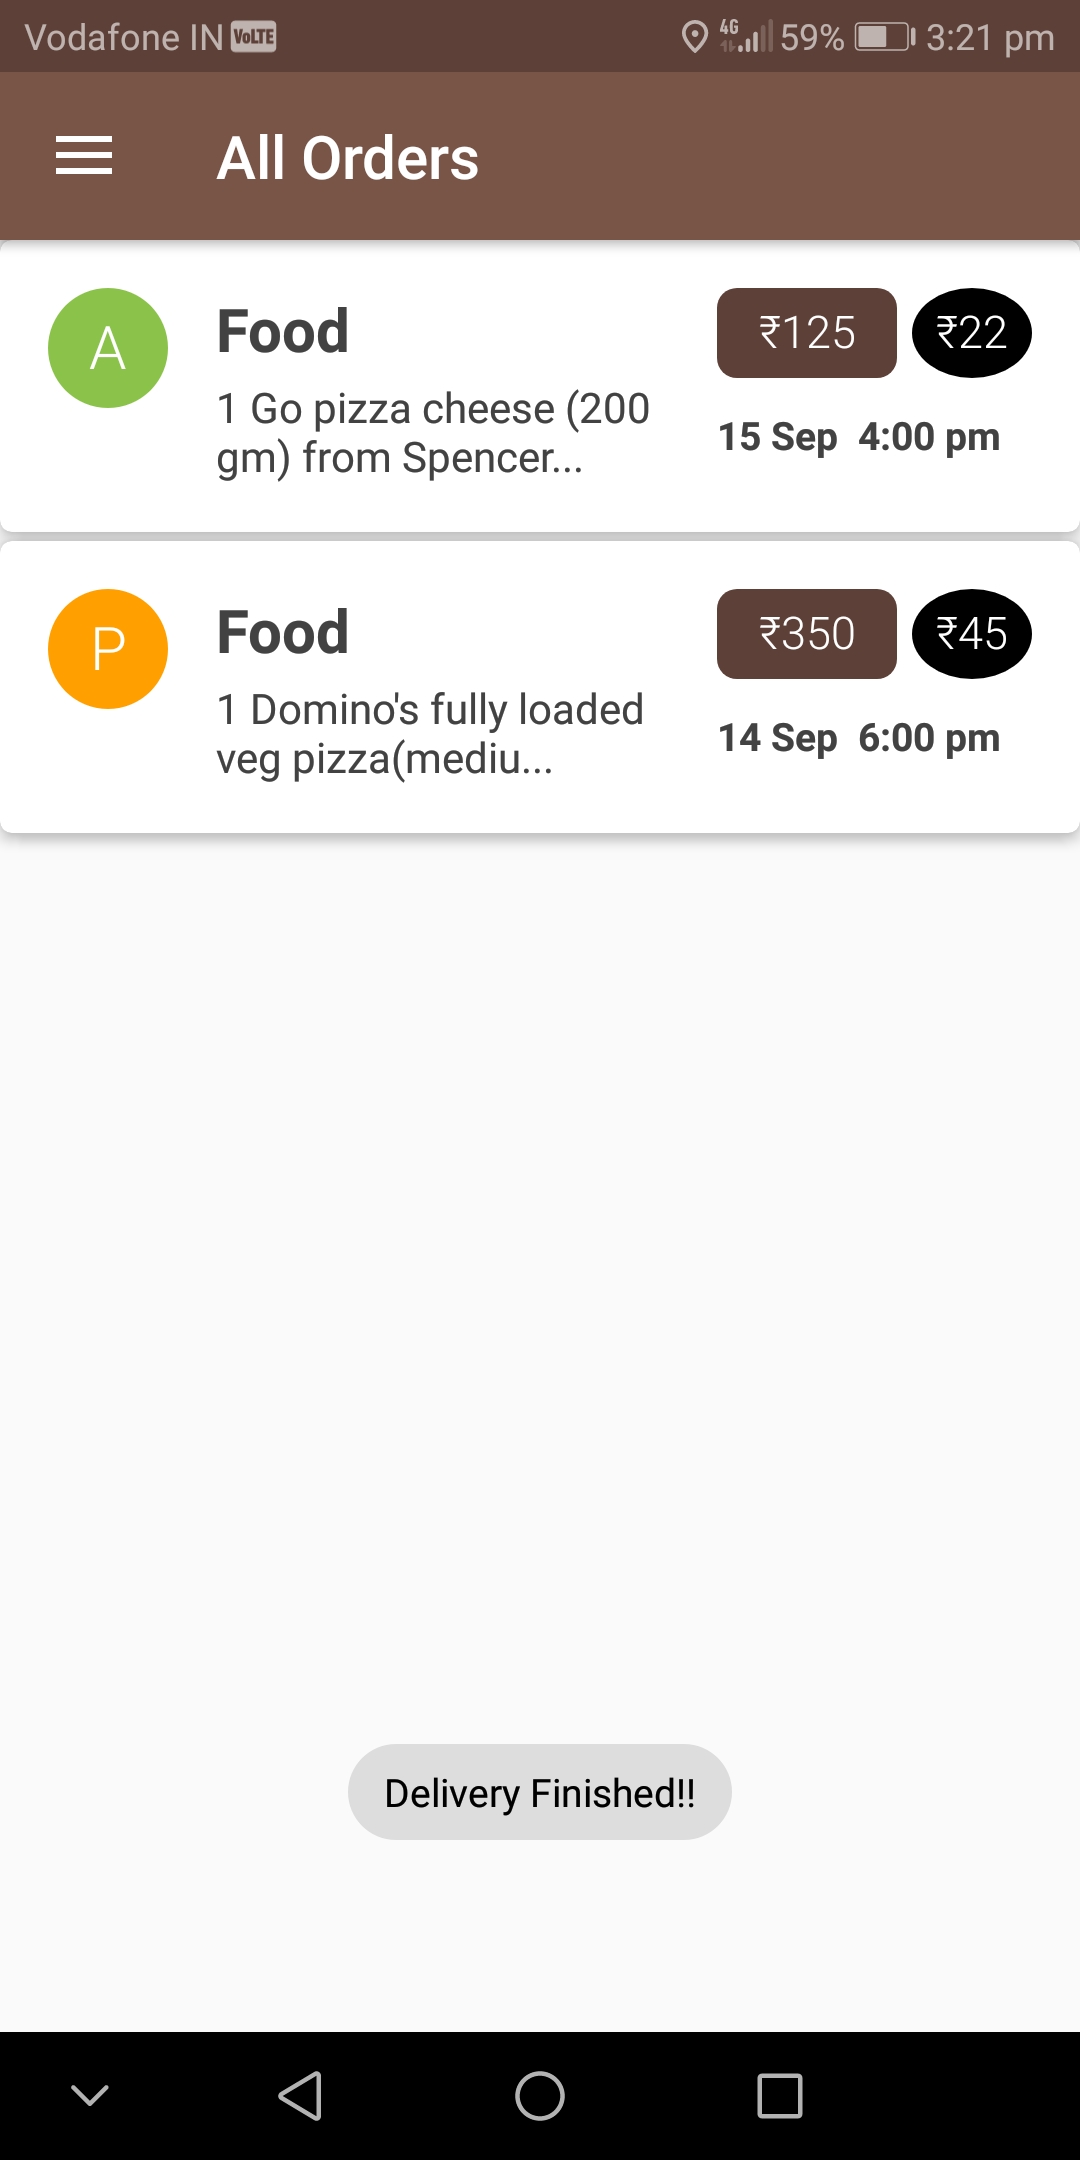 Vodafone IN VoLTE 4G 59% 3:21 pm
All Orders
A
Food
₹125 ₹22
1 Go pizza cheese (200
gm) from Spencer...
15 Sep 4:00 pm
P
Food
₹350 ₹45
1 Domino's fully loaded
veg pizza(mediu...
14 Sep 6:00 pm
Delivery Finished!!